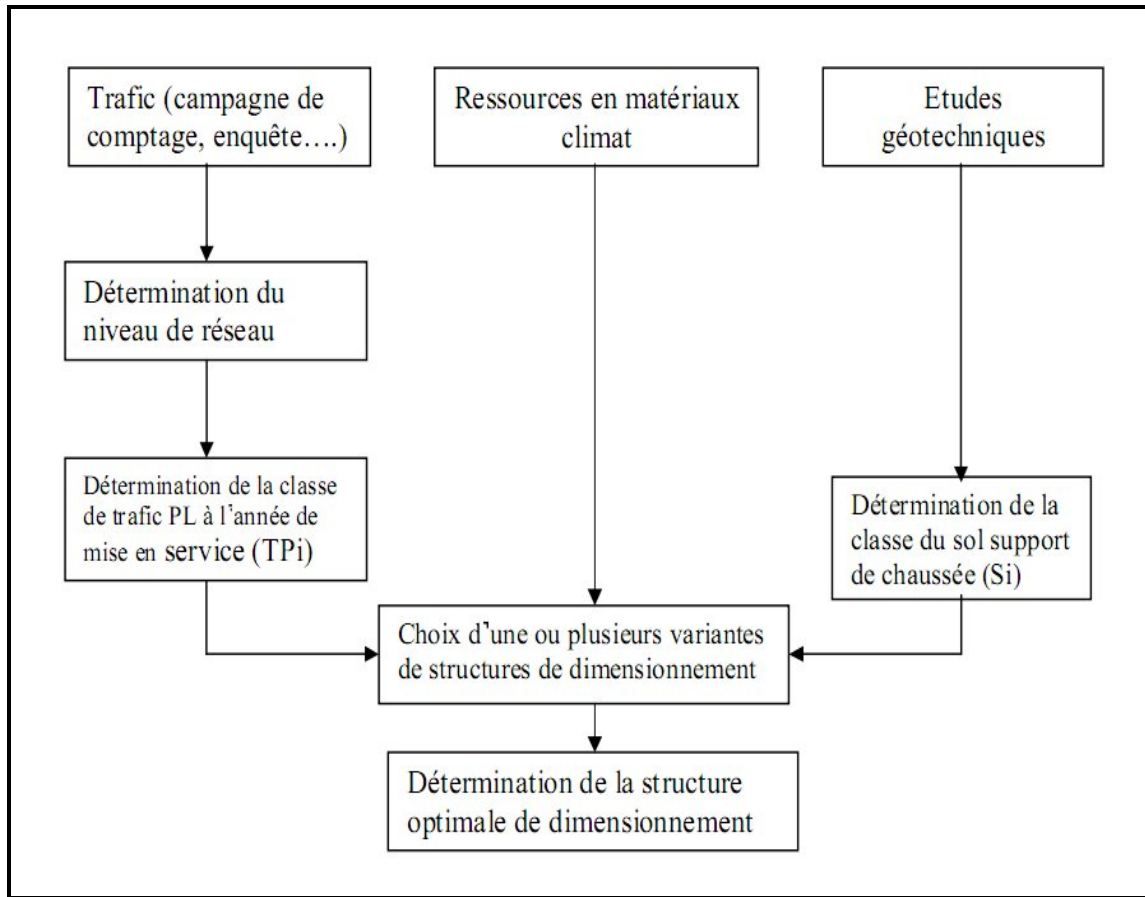 Trafic (campagne de
comptage, enquête….)
Ressources en matériaux
climat
Etudes
géotechniques
Détermination du
niveau de réseau
Détermination de la classe
de trafic PL à l'année de
mise en service (TPi)
Détermination de la
classe du sol support
de chaussée (Si)
Choix d'une ou plusieurs variantes
de structures de dimensionnement
Détermination de la structure
optimale de dimensionnement